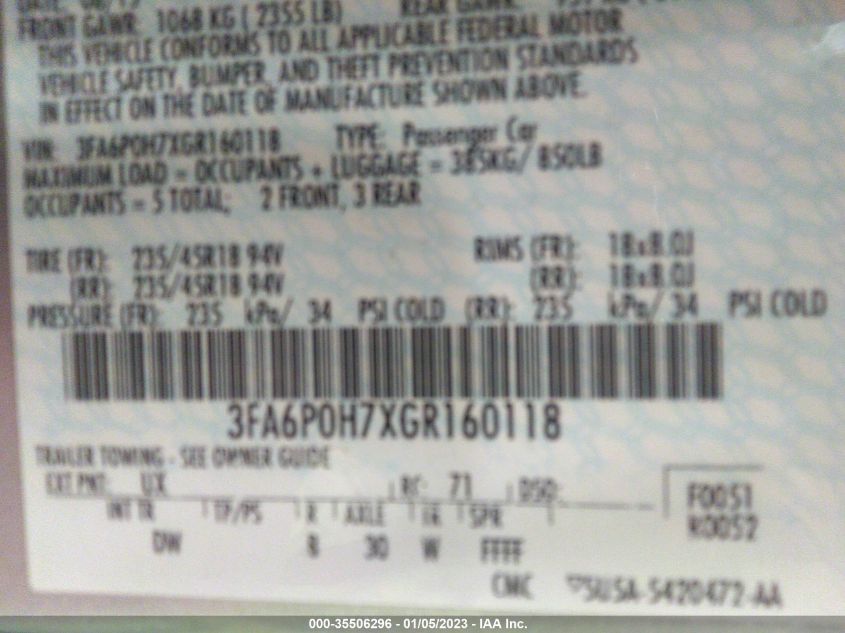 FRONT GAWR: 1068 KG ( 2355 LB) REAR GAWR:
THIS VEHICLE CONFORMS TO ALL APPLICABLE FEDERAL MOTOR
VEHICLE SAFETY, BUMPER, AND THEFT PREVENTION STANDARDS
IN EFFECT ON THE DATE OF MANUFACTURE SHOWN ABOVE.
VIN: 3FA6P0H7XGR160118 TYPE: Passenger Car
MAXIMUM LOAD = OCCUPANTS + LUGGAGE = 385KG/ 850LB
OCCUPANTS = 5 TOTAL; 2 FRONT, 3 REAR
TIRE (FR): 235/45R18 94V RIMS (FR): 18x8.0J
(RR): 235/45R18 94V (RR): 18x8.0J
PRESSURE (FR): 235 kPa/ 34 PSI COLD (RR): 235 kPa/ 34 PSI COLD
3FA6P0H7XGR160118
TRAILER TOWING - SEE OWNER GUIDE
EXT PNT: UX RC: 71 DSO: F0051
INT TR TP/PS R AXLE TR SPR R0052
DW B 30 W FFFF
CMC 5U5A-5420472-AA
000-35506296 - 01/05/2023 - IAA Inc.